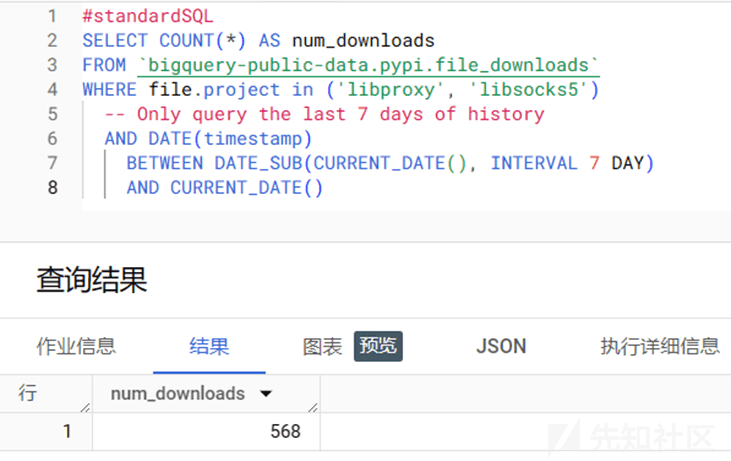 1 #standardSQL
2 SELECT COUNT(*) AS num_downloads
3 FROM `bigquery-public-data.pypi.file_downloads`
4 WHERE file.project in ('libproxy', 'libsocks5')
5 -- Only query the last 7 days of history
6 AND DATE(timestamp)
7 BETWEEN DATE_SUB(CURRENT_DATE(), INTERVAL 7 DAY)
8 AND CURRENT_DATE()
查询结果
作业信息 结果 图表 预览 JSON 执行详细信息
行 num_downloads
1 568
先知社区